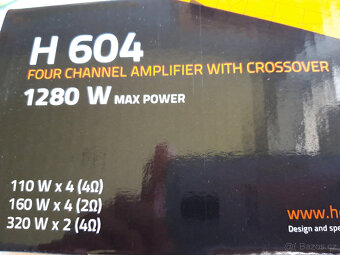 H 604
FOUR CHANNEL AMPLIFIER WITH CROSSOVER
1280 W MAX POWER
110 W x 4 (4Ω)
160 W x 4 (2Ω)
320 W x 2 (4Ω)
www.h
Design and spe